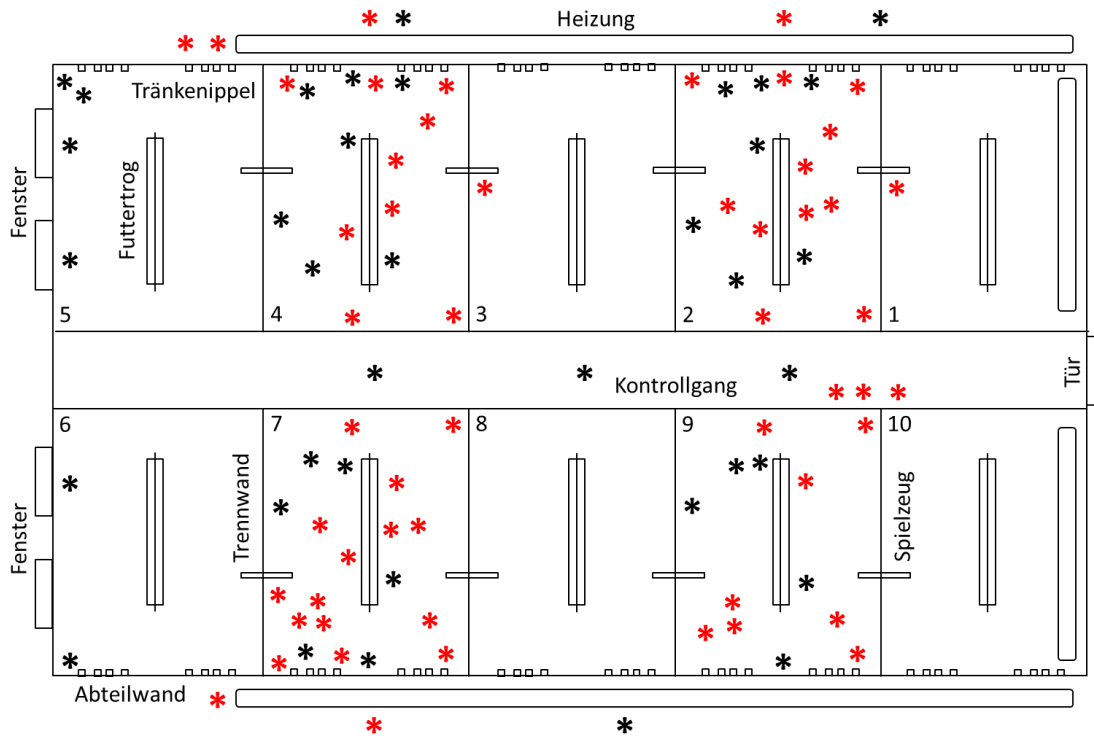 Heizung
Tränkenippel
Fenster
Futtertrog
5
4
3
2
1
Kontrollgang
Tür
6
7
8
9
10
Fenster
Trennwand
Spielzeug
Abteilwand